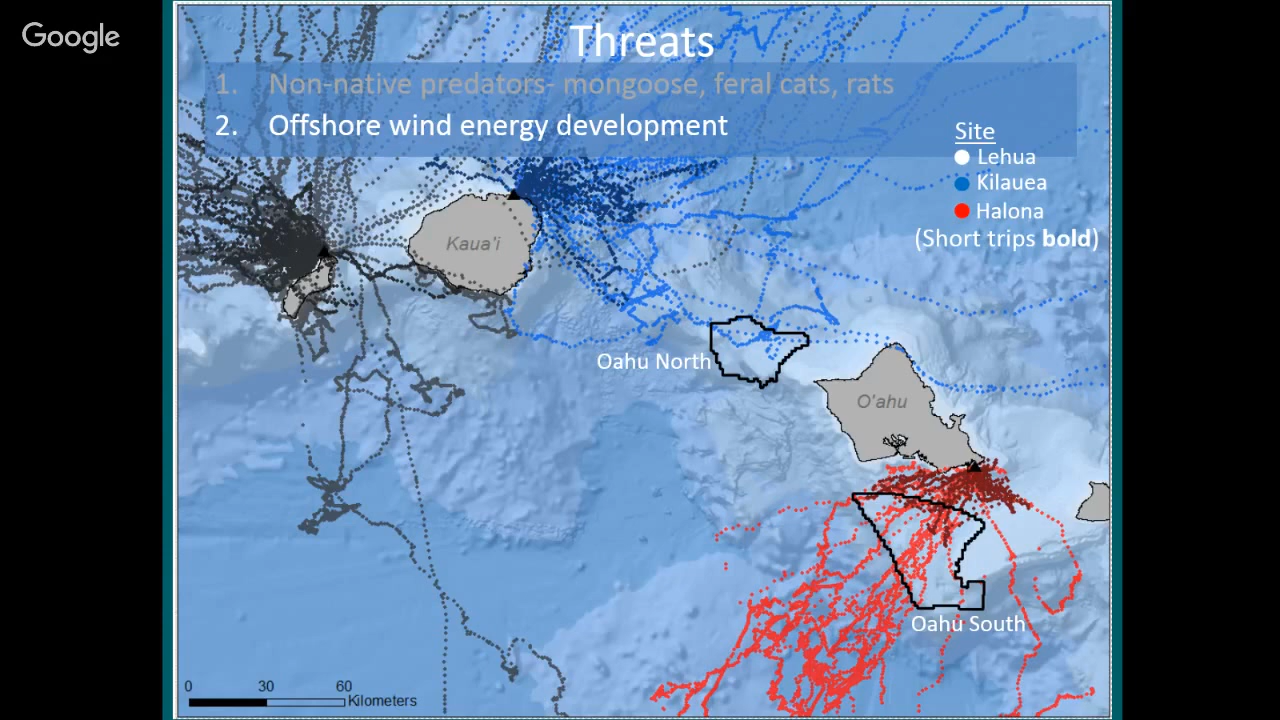 Google
Threats
1. Non-native predators- mongoose, feral cats, rats
2. Offshore wind energy development
Site
Lehua
Kilauea
Halona
(Short trips bold)
Kaua'i
Oahu North
O'ahu
Oahu South
0 30 60
Kilometers